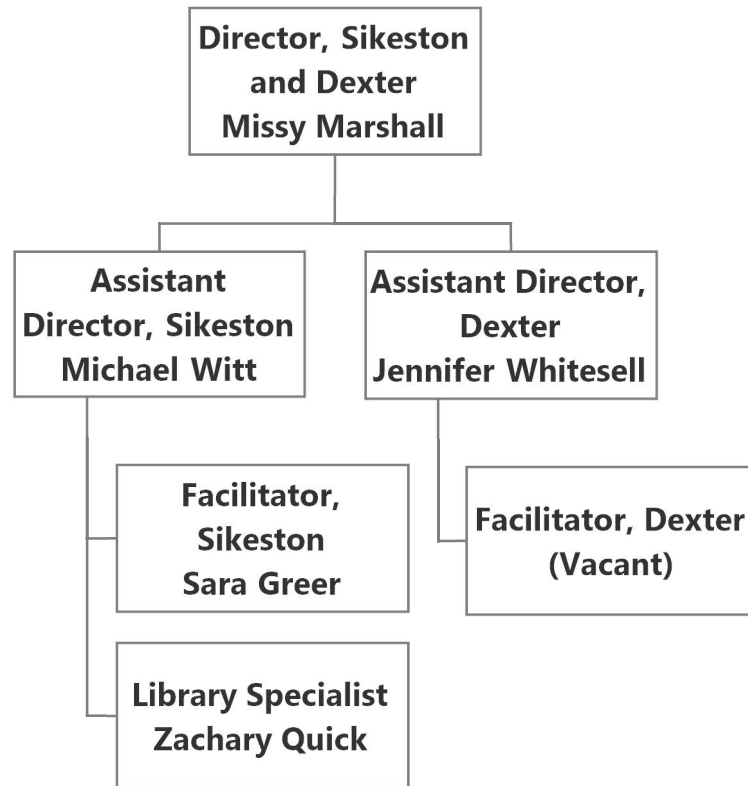 Director, Sikeston
and Dexter
Missy Marshall
Assistant
Director, Sikeston
Michael Witt
Assistant Director,
Dexter
Jennifer Whitesell
Facilitator,
Sikeston
Sara Greer
Facilitator, Dexter
(Vacant)
Library Specialist
Zachary Quick